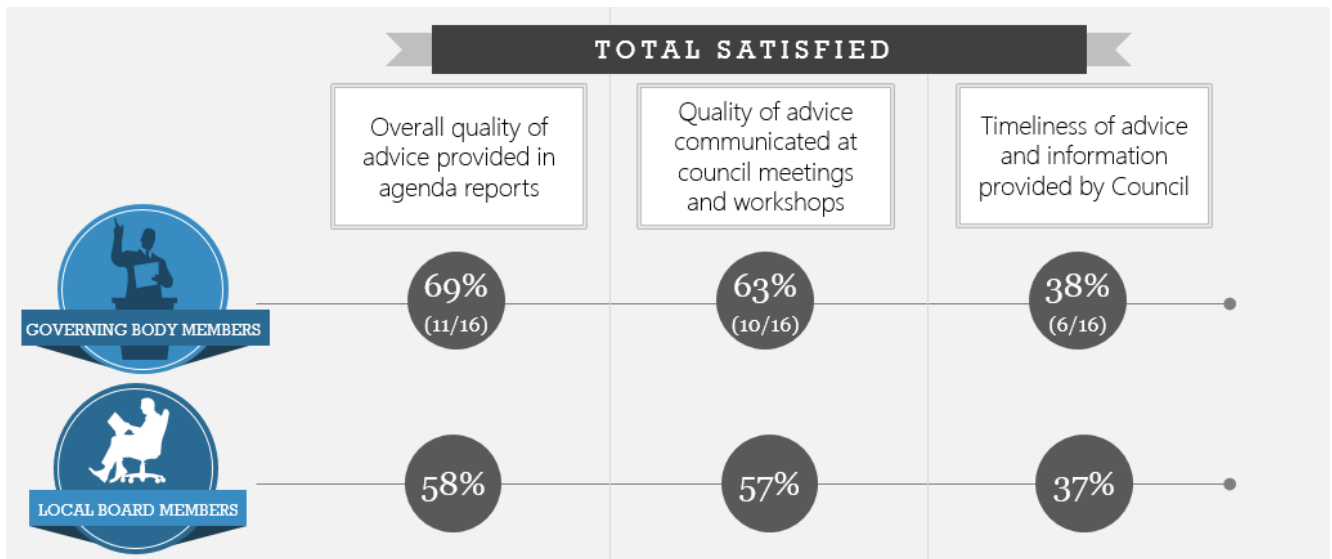 TOTAL SATISFIED
Overall quality of
advice provided in
agenda reports
Quality of advice
communicated at
council meetings
and workshops
Timeliness of advice
and information
provided by Council
GOVERNING BODY MEMBERS
69%
(11/16)
63%
(10/16)
38%
(6/16)
LOCAL BOARD MEMBERS
58%
57%
37%